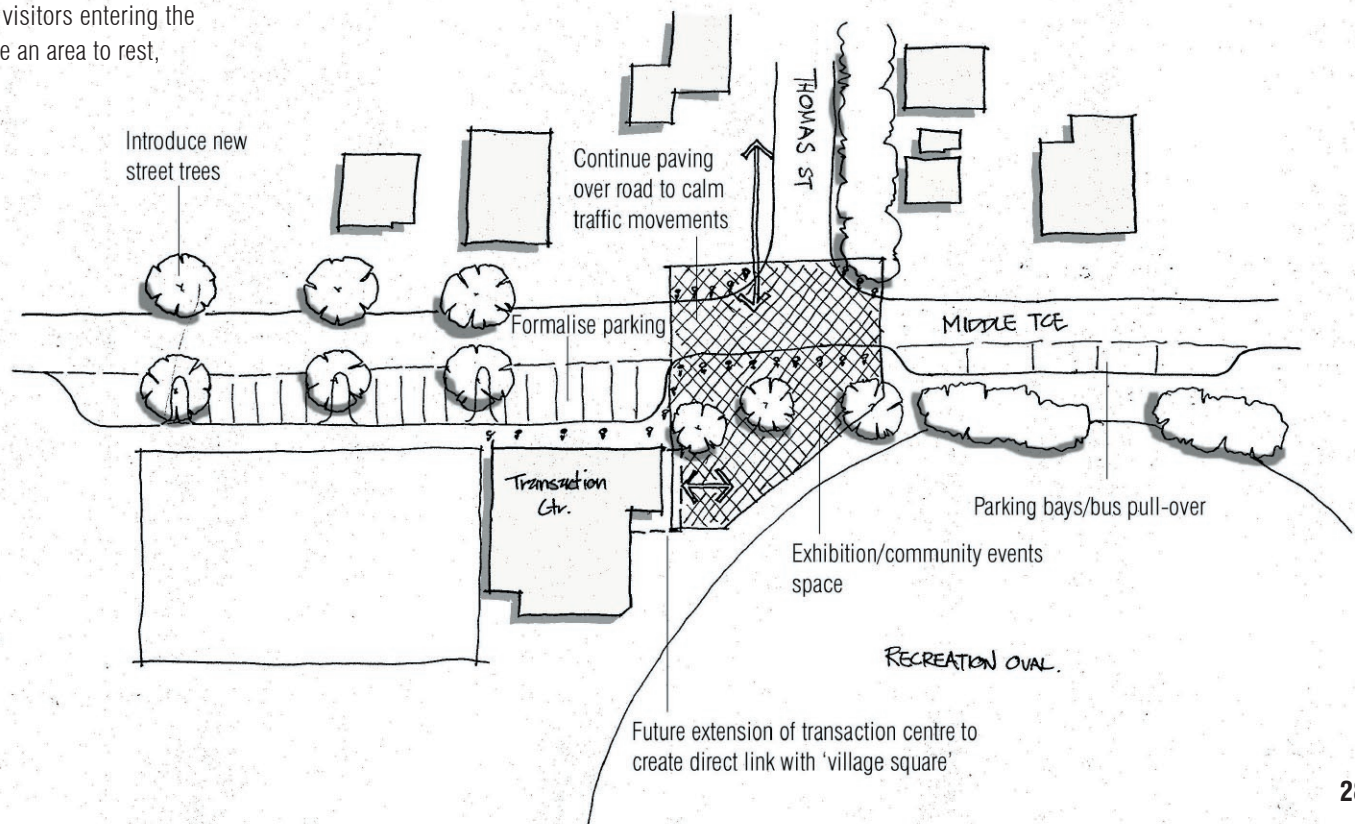 visitors entering the
an area to rest,
Introduce new
street trees
THOMAS ST
Continue paving
over road to calm
traffic movements
Formalise parking
MIDDLE TCE
Transaction
Ctr.
Parking bays/bus pull-over
Exhibition/community events
space
RECREATION OVAL.
Future extension of transaction centre to
create direct link with ‘village square’